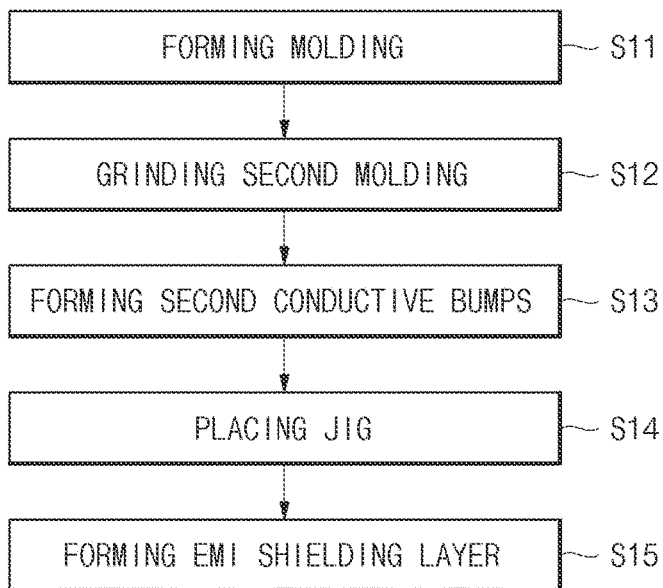 FORMING MOLDING S11
GRINDING SECOND MOLDING S12
FORMING SECOND CONDUCTIVE BUMPS S13
PLACING JIG S14
FORMING EMI SHIELDING LAYER S15